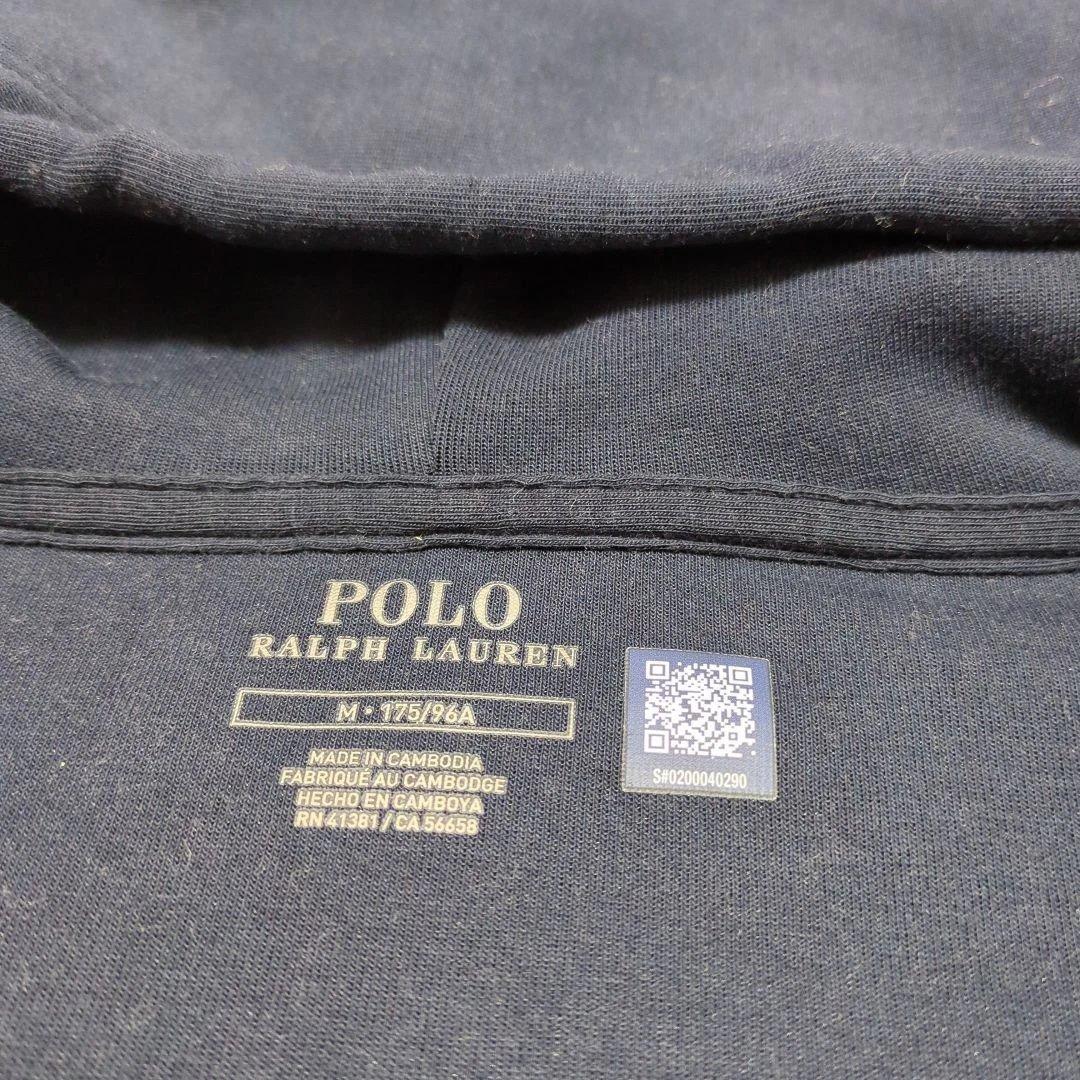 POLO
RALPH LAUREN
M • 175/96A
MADE IN CAMBODIA
FABRIQUÉ AU CAMBODGE
HECHO EN CAMBOYA
RN 41381 / CA 56658
S#0200040290